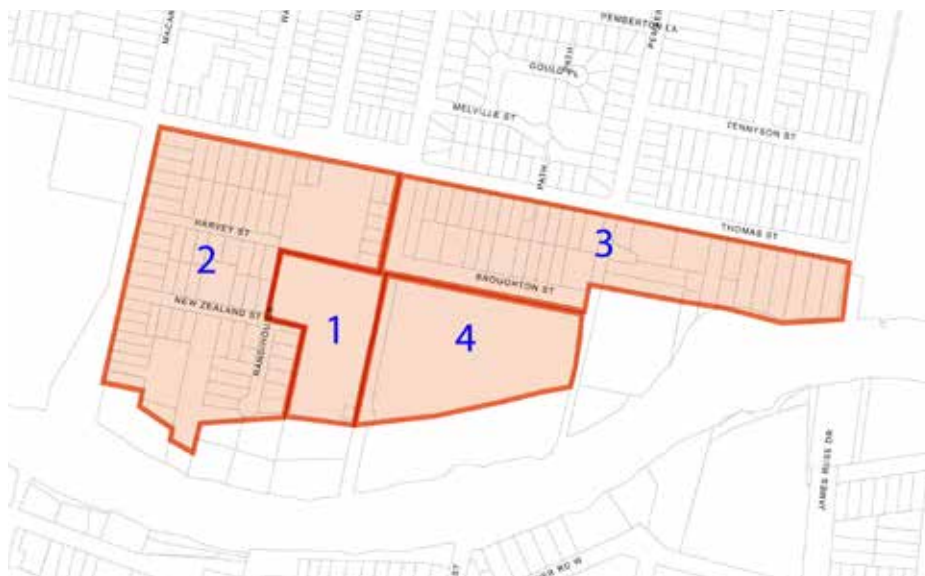 PEMBERTON LA
PATH
GOULD PL
MELVILLE ST
TENNYSON ST
PATH
THOMAS ST
HARVEY ST
3
2
BROUGHTON ST
NEW ZEALAND ST
1
4
JAMES RUSE DR